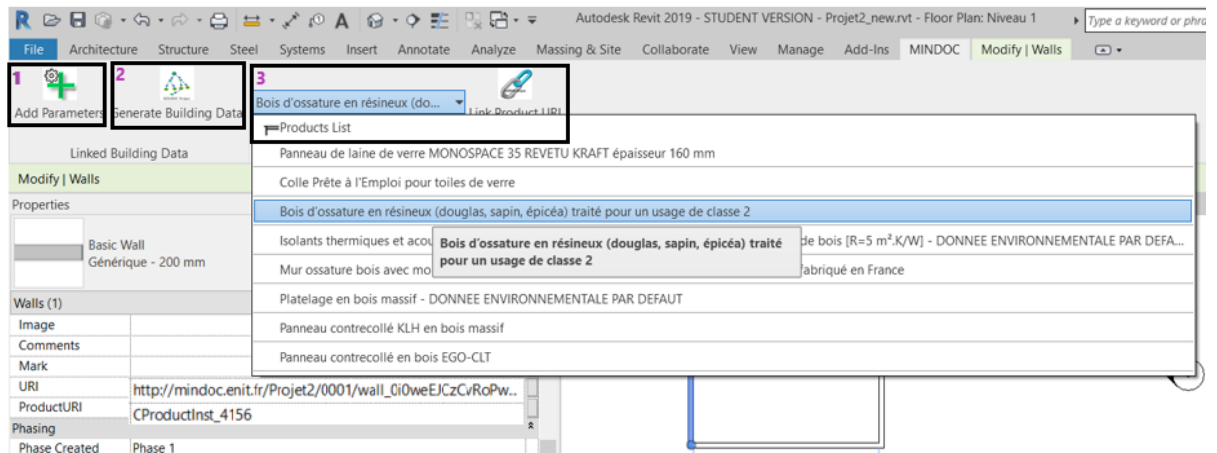 Autodesk Revit 2019 - STUDENT VERSION - Projet2_new.rvt - Floor Plan: Niveau 1
Type a keyword or phra
File Architecture Structure Steel Systems Insert Annotate Analyze Massing & Site Collaborate View Manage Add-Ins MINDOC Modify | Walls
1 2 3
Add Parameters Generate Building Data Bois d'ossature en résineux (do... Link Product URI
Products List
Linked Building Data
Panneau de laine de verre MONOSPACE 35 REVETU KRAFT épaisseur 160 mm
Modify | Walls
Colle Prête à l'Emploi pour toiles de verre
Properties
Bois d'ossature en résineux (douglas, sapin, épicéa) traité pour un usage de classe 2
Basic Wall
Générique - 200 mm
Isolants thermiques et acou
Bois d'ossature en résineux (douglas, sapin, épicéa) traité
pour un usage de classe 2
de bois [R=5 m².K/W] - DONNEE ENVIRONNEMENTALE PAR DEFA...
Mur ossature bois avec mo
fabriqué en France
Walls (1)
Platelage en bois massif - DONNEE ENVIRONNEMENTALE PAR DEFAUT
Image
Panneau contrecollé KLH en bois massif
Comments
Panneau contrecollé en bois EGO-CLT
Mark
URI http://mindoc.enit.fr/Projet2/0001/wall_0i0weEJCzCvRoPw..
ProductURI CProductInst_4156
Phasing
Phase Created Phase 1